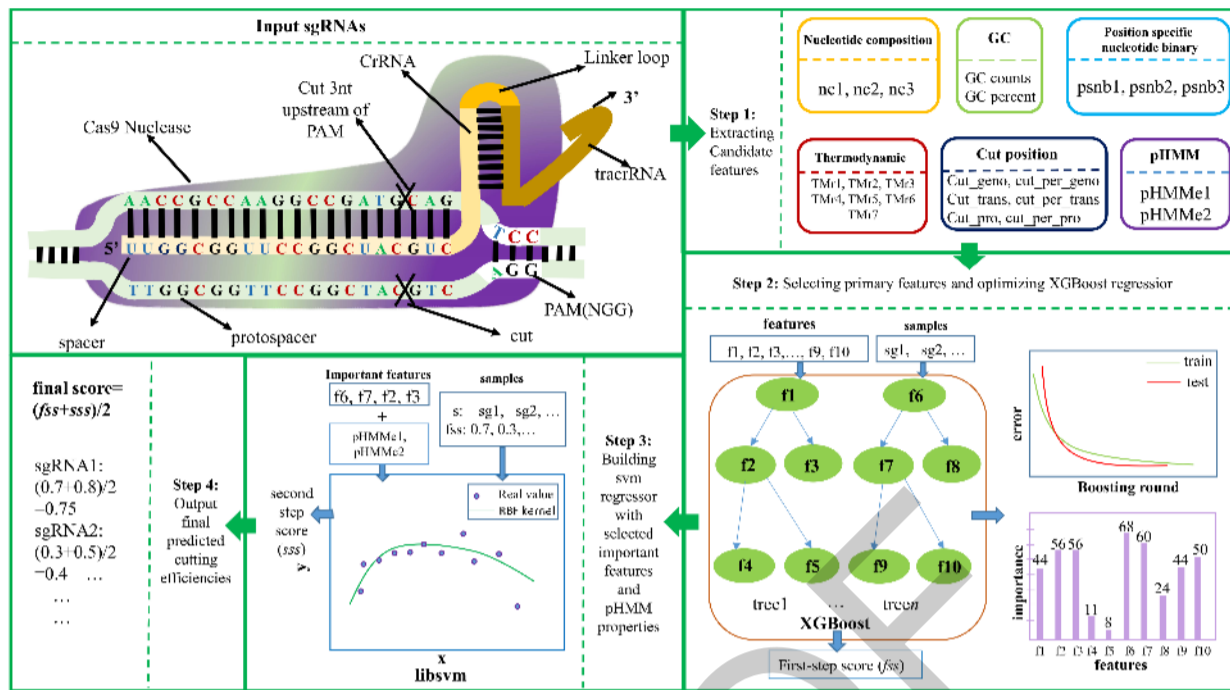 Input sgRNAs
CrRNA
Linker loop
Cut 3nt
upstream of
PAM
3’
Cas9 Nuclease
tracrRNA
AACCGCCAAGGCCGATGCAG
TCC
5’ UUGGCGGUUCCGGCUACGUC
AGG
TTGGCGGTTCCGGCTACGTC
PAM(NGG)
spacer
protospacer
cut
Step 1:
Extracting
Candidate
features
Nucleotide composition
nc1, nc2, nc3
GC
GC counts
GC percent
Position specific
nucleotide binary
psnb1, psnb2, psnb3
Thermodynamic
TMr1, TMr2, TMr3
TMr4, TMr5, TMr6
TMr7
Cut position
Cut_geno, cut_per_geno
Cut_trans, cut_per_trans
Cut_pro, cut_per_pro
pHMM
pHMMe1
pHMMe2
Step 2: Selecting primary features and optimizing XGBoost regressior
features
samples
f1, f2, f3,…, f9, f10
sg1, sg2, …
f1
f6
f2
f3
f7
f8
f4
f5
f9
f10
tree1 … treen
XGBoost
First-step score (fss)
train
test
error
Boosting round
importance
44
56
56
11
8
68
60
24
44
50
f1 f2 f3 f4 f5 f6 f7 f8 f9 f10
features
Step 3:
Building
svm
regressor
with
selected
important
features
and
pHMM
properties
Important features
f6, f7, f2, f3
+
pHMMe1,
pHMMe2
samples
s: sg1, sg2, …
fss: 0.7, 0.3,…
Real value
RBF kernel
y
x
libsvm
second
step
score
(sss)
Step 4:
Output
final
predicted
cutting
efficiencies
final score=
(fss+sss)/2
sgRNA1:
(0.7+0.8)/2
=0.75
sgRNA2:
(0.3+0.5)/2
=0.4 …
…
…